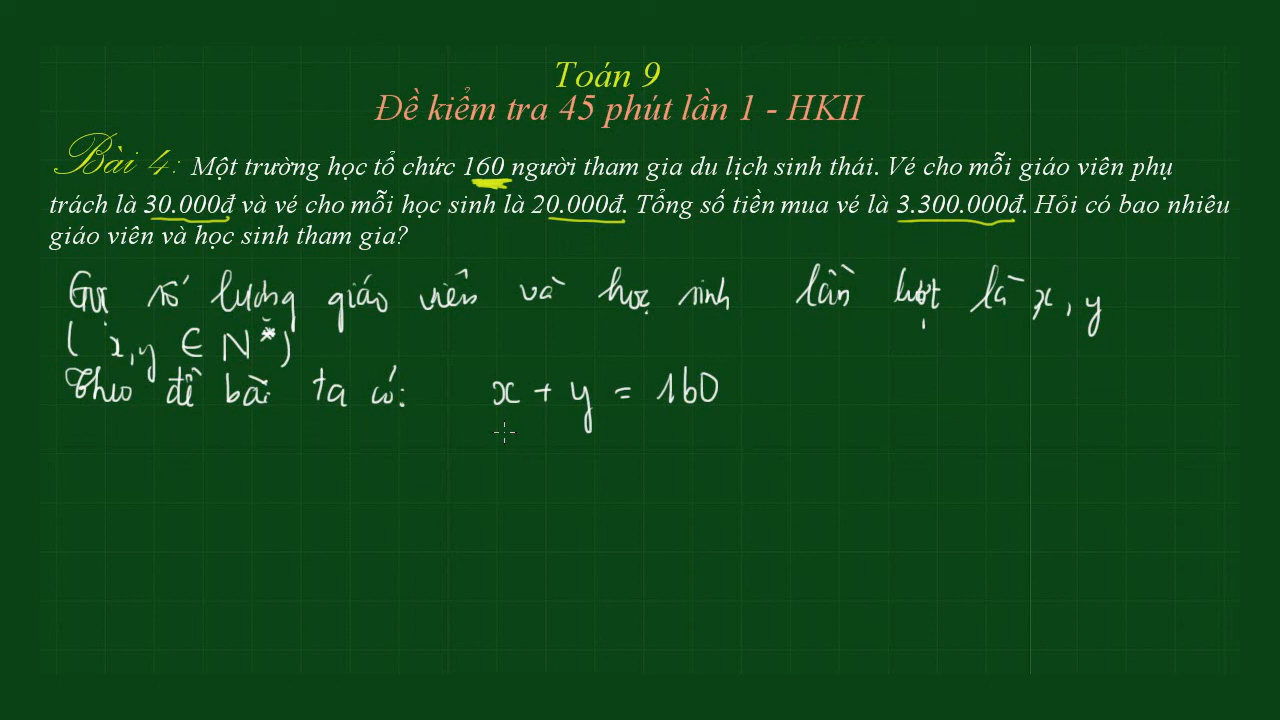 Toán 9
Đề kiểm tra 45 phút lần 1 - HKII
Bài 4: Một trường học tổ chức 160 người tham gia du lịch sinh thái. Vé cho mỗi giáo viên phụ
trách là 30.000đ và vé cho mỗi học sinh là 20.000đ. Tổng số tiền mua vé là 3.300.000đ. Hỏi có bao nhiêu
giáo viên và học sinh tham gia?
Gọi số lượng giáo viên và học sinh lần lượt là x, y
( x, y ∈ N*)
Theo đề bài ta có: x + y = 160